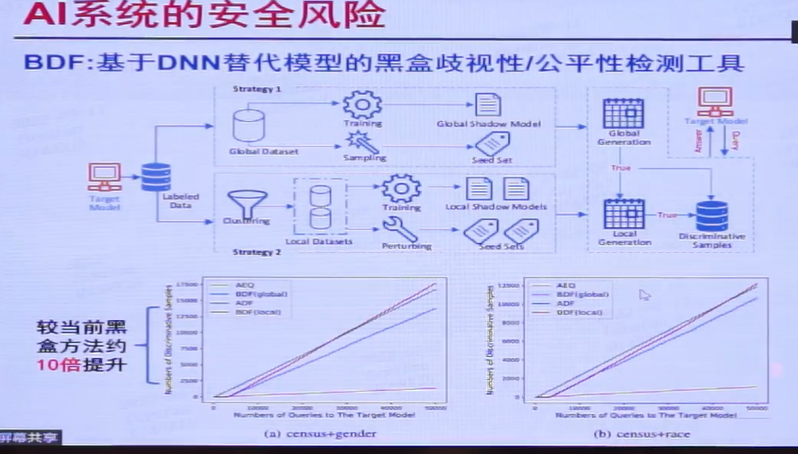 AI系统的安全风险
BDF:基于DNN替代模型的黑盒歧视性/公平性检测工具
Strategy 1
Training
Global Shadow Model
Global Dataset
Sampling
Seed Set
Global
Generation
Target Model
Query
Answer
Target
Model
Labeled
Data
Clustering
Local Datasets
Training
Local Shadow Models
Perturbing
Seed Sets
Strategy 2
True
Local
Generation
True
Discriminative
Samples
较当前黑
盒方法约
10倍提升
Numbers of Discriminative Samples
AEQ
BDF(global)
ADF
BDF(local)
Numbers of Queries to The Target Model
(a) census+gender
Numbers of Discriminative Samples
AEQ
BDF(global)
ADF
BDF(local)
Numbers of Queries to The Target Model
(b) census+race
屏幕共享